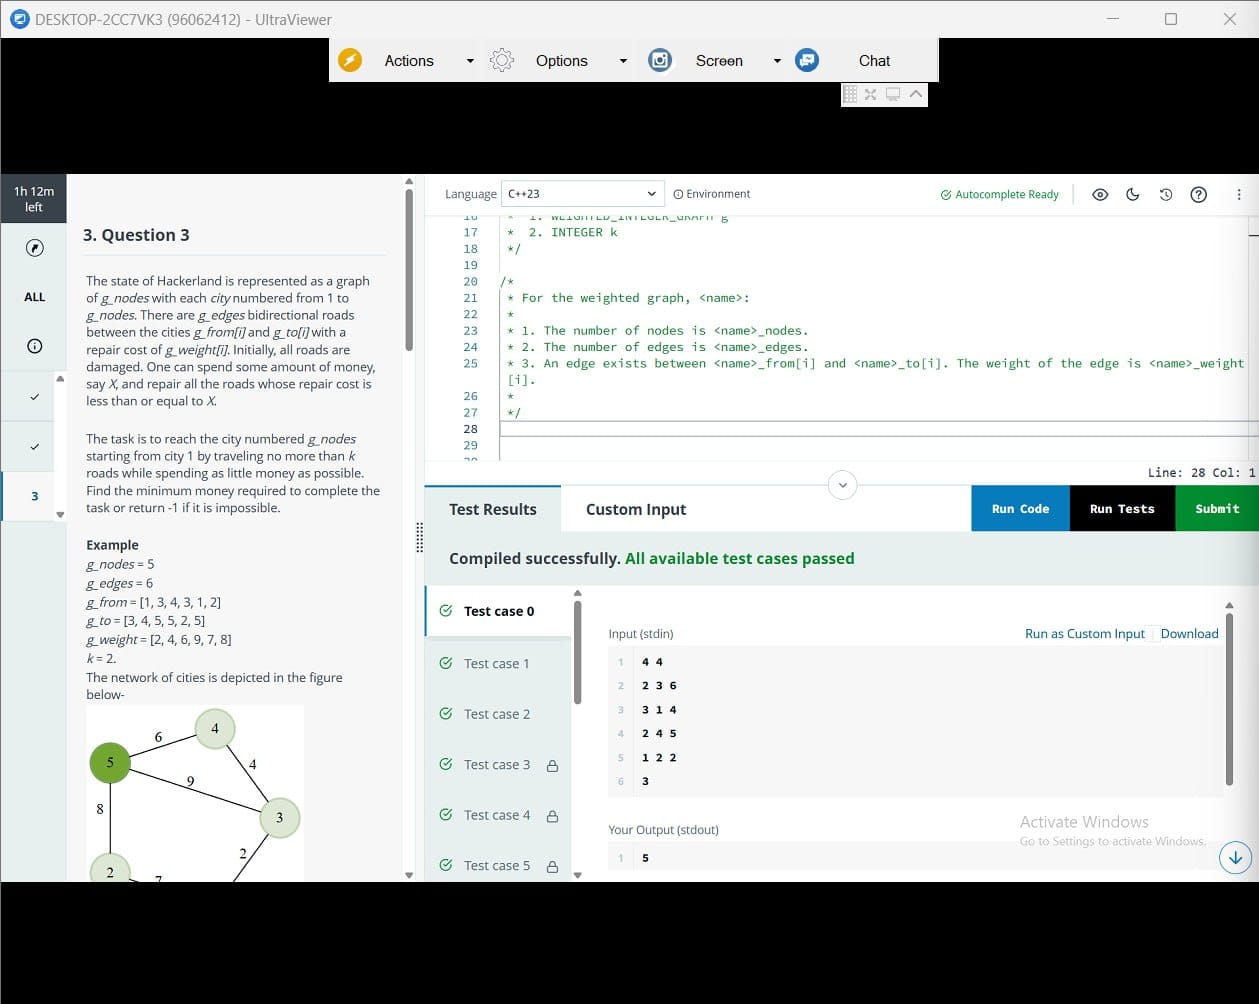 DESKTOP-2CC7VK3 (96062412) - UltraViewer
Actions
Options
Screen
Chat
1h 12m
left
ALL
3
3. Question 3
The state of Hackerland is represented as a graph
of g_nodes with each city numbered from 1 to
g_nodes. There are g_edges bidirectional roads
between the cities g_from[i] and g_to[i] with a
repair cost of g_weight[i]. Initially, all roads are
damaged. One can spend some amount of money,
say X, and repair all the roads whose repair cost is
less than or equal to X.
The task is to reach the city numbered g_nodes
starting from city 1 by traveling no more than k
roads while spending as little money as possible.
Find the minimum money required to complete the
task or return -1 if it is impossible.
Example
g_nodes = 5
g_edges = 6
g_from = [1, 3, 4, 3, 1, 2]
g_to = [3, 4, 5, 5, 2, 5]
g_weight = [2, 4, 6, 9, 7, 8]
k = 2.
The network of cities is depicted in the figure
below-
4
6
5
4
9
8
3
2
2
7
Language
C++23
Environment
Autocomplete Ready
16 * 1. WEIGHTED_INTEGER_GRAPH g
17 * 2. INTEGER k
18 */
19
20 /*
21 * For the weighted graph, <name>:
22 *
23 * 1. The number of nodes is <name>_nodes.
24 * 2. The number of edges is <name>_edges.
25 * 3. An edge exists between <name>_from[i] and <name>_to[i]. The weight of the edge is <name>_weight
[i].
26 *
27 */
28
29
30
Line: 28 Col: 1
Test Results
Custom Input
Run Code
Run Tests
Submit
Compiled successfully. All available test cases passed
Test case 0
Test case 1
Test case 2
Test case 3
Test case 4
Test case 5
Input (stdin)
Run as Custom Input
Download
1 4 4
2 2 3 6
3 3 1 4
4 2 4 5
5 1 2 2
6 3
Your Output (stdout)
1 5
Activate Windows
Go to Settings to activate Windows.